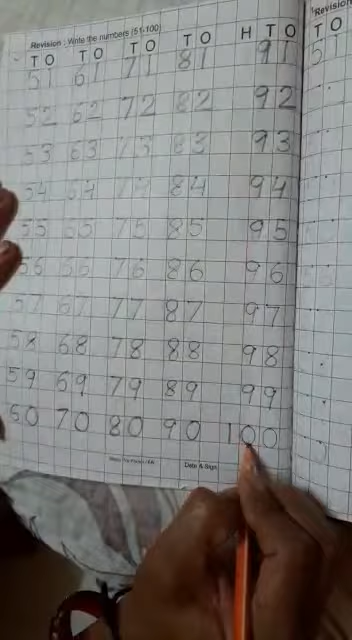 Revision : Write the numbers (51-100)
T O T O T O T O H T O
51 61 71 81 91
52 62 72 82 92
53 63 73 83 93
54 64 74 84 94
55 65 75 85 95
56 66 76 86 96
57 67 77 87 97
58 68 78 88 98
59 69 79 89 99
60 70 80 90 100
Date & Sign
Revision
T O
51